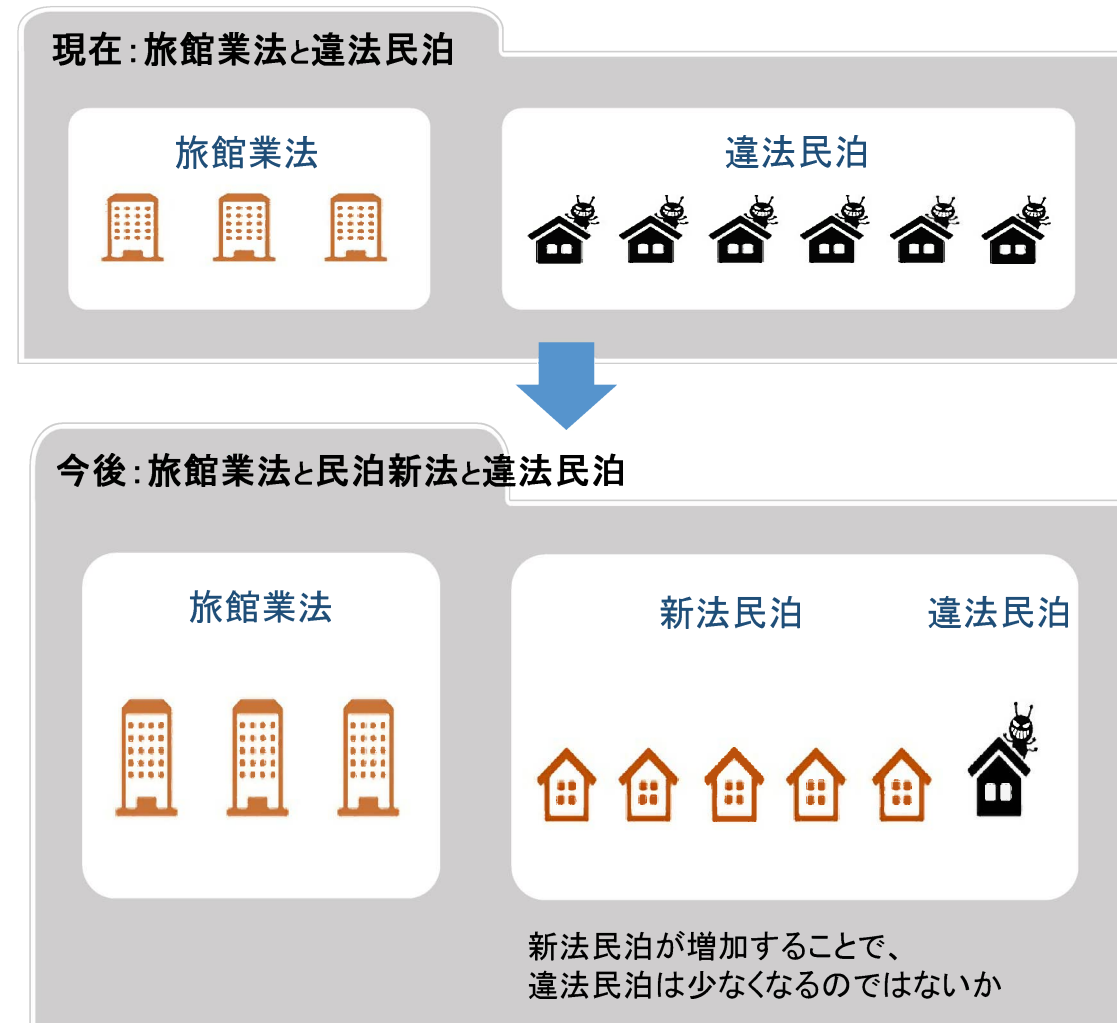 現在:旅館業法と違法民泊
旅館業法
違法民泊
今後:旅館業法と民泊新法と違法民泊
旅館業法
新法民泊
違法民泊
新法民泊が増加することで、
違法民泊は少なくなるのではないか